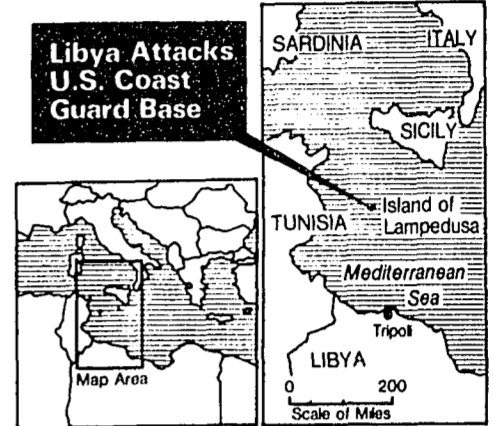 Libya Attacks
U.S. Coast
Guard Base
SARDINIA
ITALY
SICILY
TUNISIA
Island of
Lampedusa
Mediterranean
Sea
Tripoli
LIBYA
0 200
Scale of Miles
Map Area